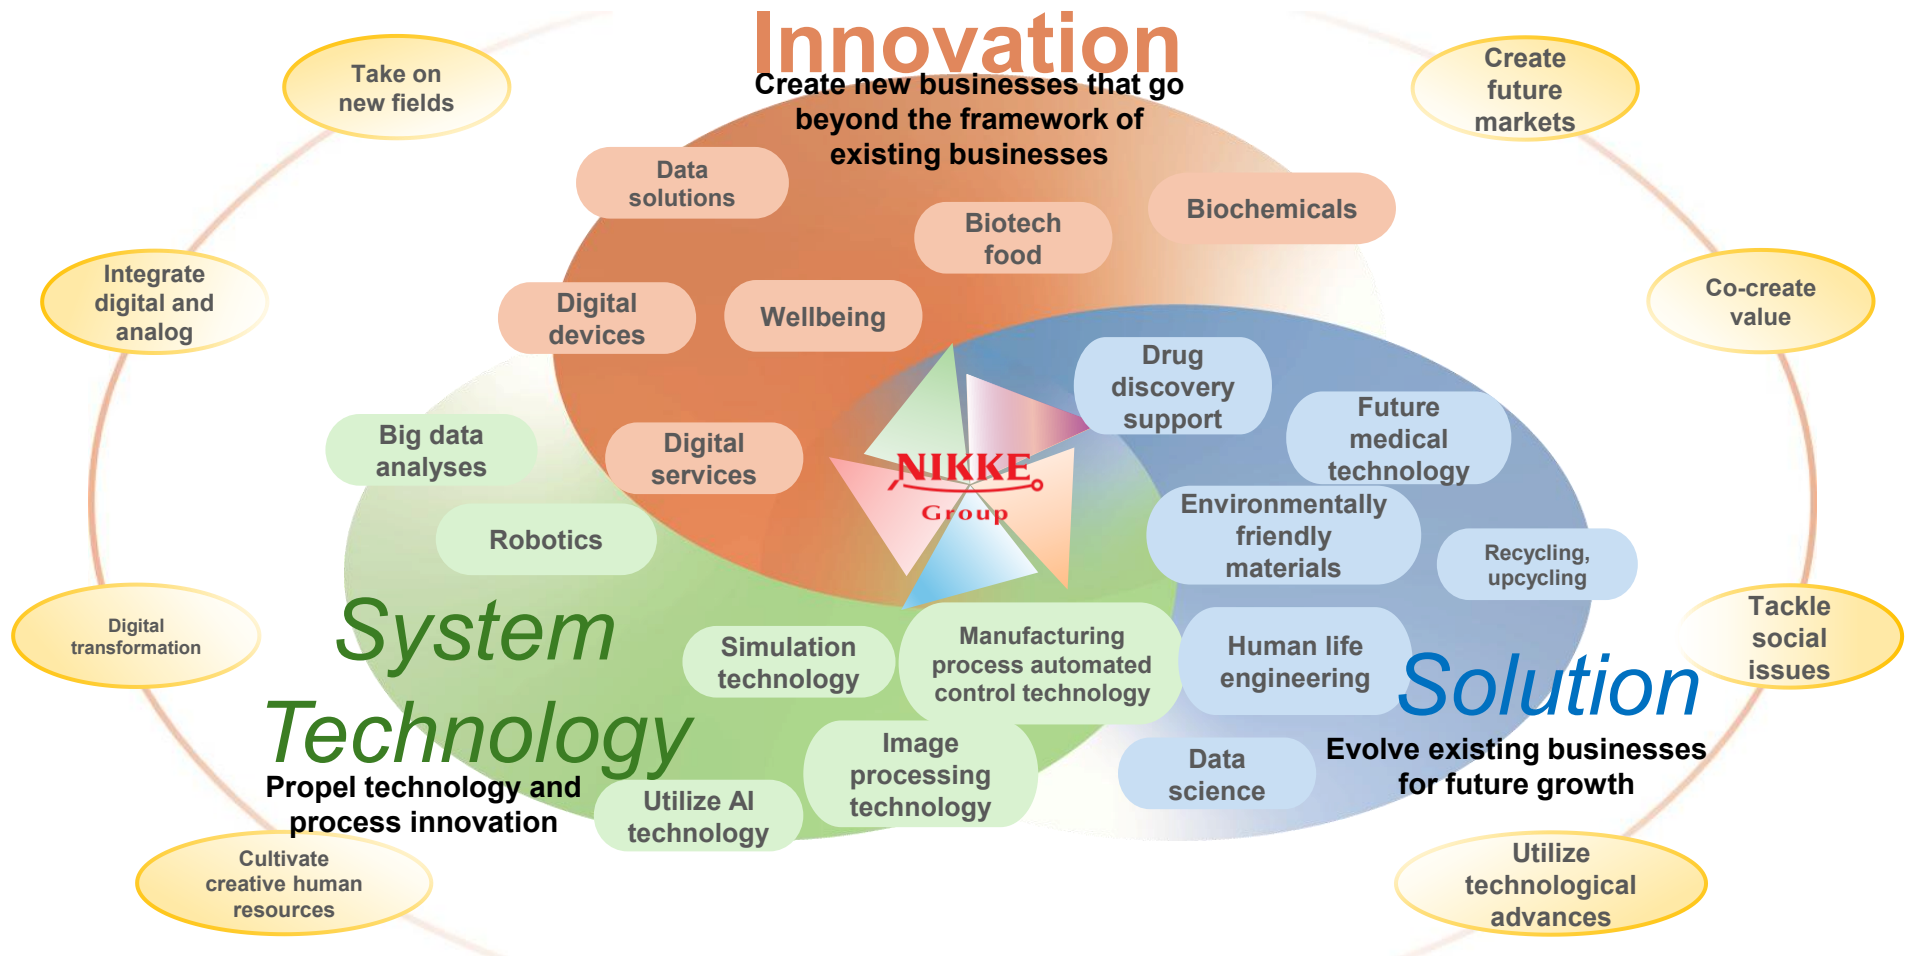 Innovation
Create new businesses that go
beyond the framework of
existing businesses
Take on
new fields
Create
future
markets
Data
solutions
Biotech
food
Biochemicals
Integrate
digital and
analog
Digital
devices
Wellbeing
Co-create
value
Drug
discovery
support
Future
medical
technology
Big data
analyses
Digital
services
NIKKE
Group
Environmentally
friendly
materials
Robotics
Recycling,
upcycling
Digital
transformation
System
Technology
Propel technology and
process innovation
Simulation
technology
Manufacturing
process automated
control technology
Human life
engineering
Solution
Evolve existing businesses
for future growth
Tackle
social
issues
Image
processing
technology
Data
science
Utilize AI
technology
Cultivate
creative human
resources
Utilize
technological
advances